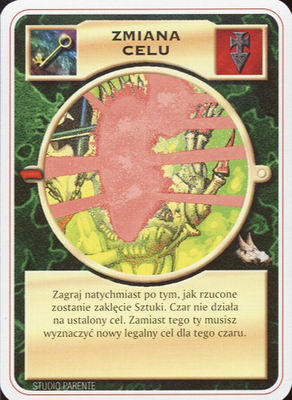 ZMIANA
CELU
Zagraj natychmiast po tym, jak rzucone
zostanie zaklęcie Sztuki. Czar nie działa
na ustalony cel. Zamiast tego ty musisz
wyznaczyć nowy legalny cel dla tego czaru.
STUDIO PARENTE